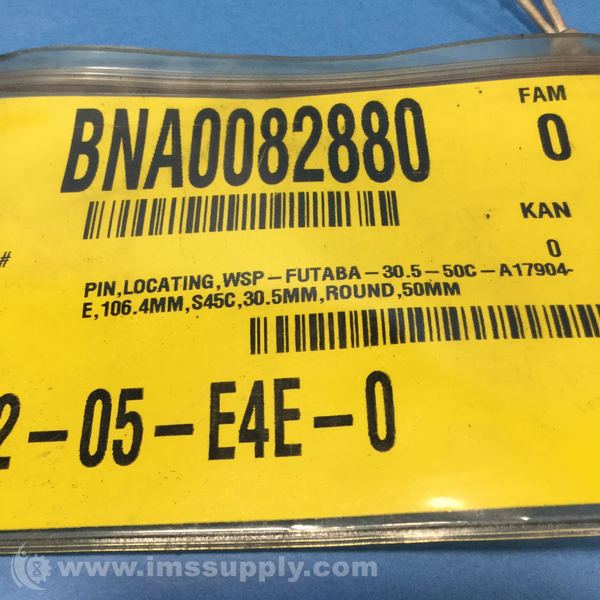 BNA0082880
FAM
0
KAN
0
#
PIN,LOCATING,WSP-FUTABA-30.5-50C-A17904-
E,106.4MM,S45C,30.5MM,ROUND,50MM
2-05-E4E-0
www.imssupply.com